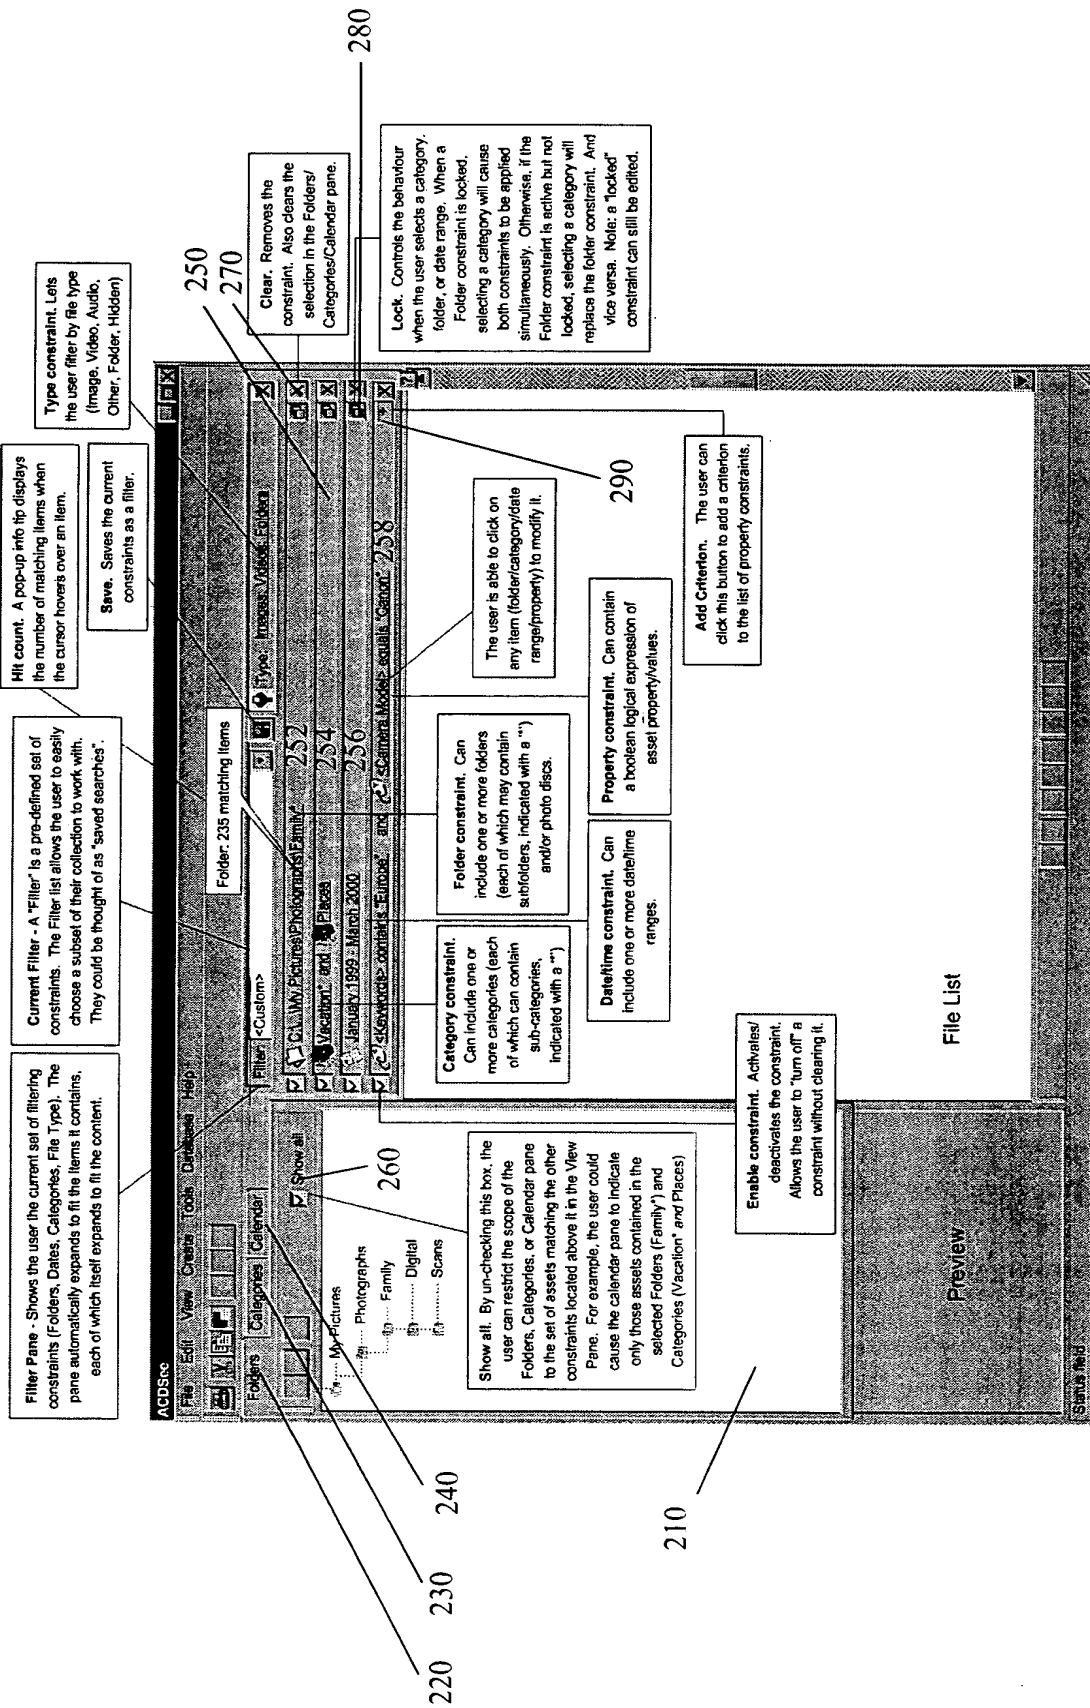 Filter Pane - Shows the user the current set of filtering
constraints (Folders, Dates, Categories, File Type). The
pane automatically expands to fit the items it contains,
each of which itself expands to fit the content.
Current Filter - A "Filter" is a pre-defined set of
constraints. The Filter list allows the user to easily
choose a subset of their collection to work with.
They could be thought of as "saved searches".
Hit count. A pop-up info tip displays
the number of matching items when
the cursor hovers over an item.
Save. Saves the current
constraints as a filter.
Type constraint. Lets
the user filter by file type
(Image, Video, Audio,
Other, Folder, Hidden)
ACDSee
File Edit View Create Tools Database Help
Folders Categories Calendar
Show all
Folder: 235 matching items
Filter: <Custom>
Type: Images, Videos, Folders
C:\...\My Pictures\Photographs\Family* 252
Vacation* and Places 254
January 1999 - March 2000 256
<Keywords> contains "Europe" and <Camera Model> equals "Canon" 258
My Pictures
Photographs
Family
Digital
Scans
Show all. By un-checking this box, the
user can restrict the scope of the
Folders, Categories, or Calendar pane
to the set of assets matching the other
constraints located above it in the View
Pane. For example, the user could
cause the calendar pane to indicate
only those assets contained in the
selected Folders (Family*) and
Categories (Vacation* and Places)
Category constraint.
Can include one or
more categories (each
of which can contain
sub-categories,
indicated with a "*")
Folder constraint. Can
include one or more folders
(each of which may contain
subfolders, indicated with a "*")
and/or photo discs.
The user is able to click on
any item (folder/category/date
range/property) to modify it.
Date/time constraint. Can
include one or more date/time
ranges.
Property constraint. Can contain
a boolean logical expression of
asset property/values.
Add Criterion. The user can
click this button to add a criterion
to the list of property constraints.
Enable constraint. Activates/
deactivates the constraint.
Allows the user to "turn off" a
constraint without clearing it.
Clear. Removes the
constraint. Also clears the
selection in the Folders/
Categories/Calendar pane.
Lock. Controls the behaviour
when the user selects a category,
folder, or date range. When a
Folder constraint is locked,
selecting a category will cause
both constraints to be applied
simultaneously. Otherwise, if the
Folder constraint is active but not
locked, selecting a category will
replace the folder constraint. And
vice versa. Note: a "locked"
constraint can still be edited.
File List
Preview
Status field
220
230
240
210
260
250
270
280
290